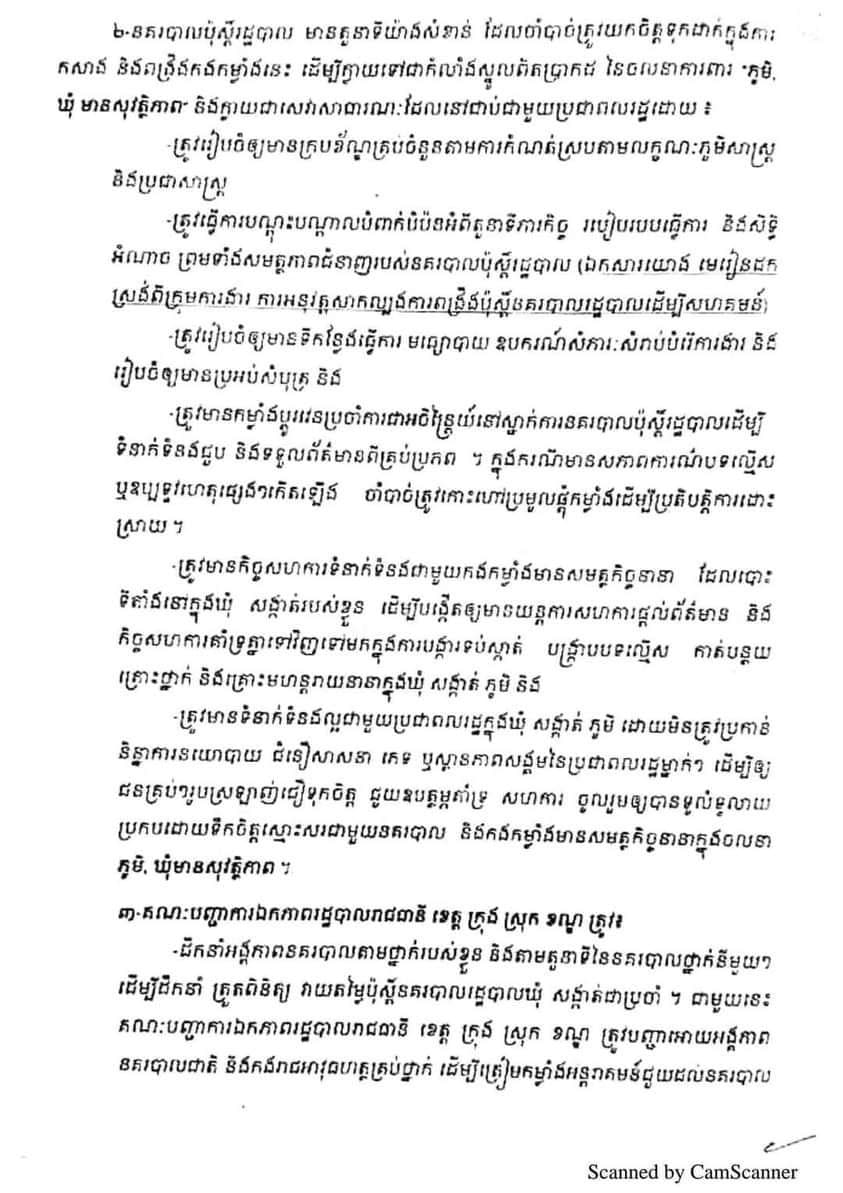 ២-នគរបាលប៉ុស្តិ៍រដ្ឋបាល មានតួនាទីយ៉ាងសំខាន់ ដែលចាំបាច់ត្រូវយកចិត្តទុកដាក់ក្នុងការ
កសាង និងពង្រឹងកងកម្លាំងនេះ ដើម្បីក្លាយទៅជាកំលាំងស្នូលពិតប្រាកដ នៃចលនាការពារ "ភូមិ,
ឃុំ មានសុវត្ថិភាព" និងក្លាយជាសេវាសាធារណៈដែលនៅជាប់ជាមួយប្រជាពលរដ្ឋដោយ ៖
-ត្រូវរៀបចំឲ្យមានក្របខ័ណ្ឌគ្រប់ចំនួនតាមការកំណត់ស្របតាមលក្ខណៈភូមិសាស្ត្រ
និងប្រជាសាស្ត្រ
-ត្រូវធ្វើការបណ្តុះបណ្តាលបំពាក់បំប៉នអំពីតួនាទីភារកិច្ច របៀបរបបធ្វើការ និងសិទ្ធិ
អំណាច ព្រមទាំងសមត្ថភាពជំនាញរបស់នគរបាលប៉ុស្តិ៍រដ្ឋបាល (ឯកសារយោង មេរៀនដក
ស្រង់ពីក្រុមការងារ ការអនុវត្តសាកល្បងការពង្រឹងប៉ុស្តិ៍នគរបាលរដ្ឋបាលដើម្បីសហគមន៍)
-ត្រូវរៀបចំឲ្យមានទីកន្លែងធ្វើការ មធ្យោបាយ ឧបករណ៍សំភារៈសំរាប់បំរើការងារ និង
រៀបចំឲ្យមានប្រអប់សំបុត្រ និង
-ត្រូវមានកម្លាំងប្តូរវេនប្រចាំការជាអចិន្ត្រៃយ៍នៅស្នាក់ការនគរបាលប៉ុស្តិ៍រដ្ឋបាលដើម្បី
ទំនាក់ទំនងជួប និងទទួលព័ត៌មានពីគ្រប់ប្រភព ។ ក្នុងករណីមានសភាពការណ៍បទល្មើស
ឬឧប្បទ្ទវហេតុផ្សេងៗកើតឡើង ចាំបាច់ត្រូវកោះហៅប្រមូលផ្តុំកម្លាំងដើម្បីប្រតិបត្តិការដោះ
ស្រាយ ។
-ត្រូវមានកិច្ចសហការទំនាក់ទំនងជាមួយកងកម្លាំងមានសមត្ថកិច្ចនានា ដែលបោះ
ទីតាំងនៅក្នុងឃុំ សង្កាត់របស់ខ្លួន ដើម្បីបង្កើតឲ្យមានយន្តការសហការផ្តល់ព័ត៌មាន និង
កិច្ចសហការគាំទ្រគ្នាទៅវិញទៅមកក្នុងការបង្ការទប់ស្កាត់ បង្ក្រាបបទល្មើស កាត់បន្ថយ
គ្រោះថ្នាក់ និងគ្រោះមហន្តរាយនានាក្នុងឃុំ សង្កាត់ ភូមិ និង
-ត្រូវមានទំនាក់ទំនងល្អជាមួយប្រជាពលរដ្ឋក្នុងឃុំ សង្កាត់ ភូមិ ដោយមិនត្រូវប្រកាន់
និន្នាការនយោបាយ ជំនឿសាសនា ភេទ ឬស្ថានភាពសង្គមនៃប្រជាពលរដ្ឋម្នាក់ៗ ដើម្បីឲ្យ
ជនគ្រប់ៗរូបស្រឡាញ់ជឿទុកចិត្ត ជួយឧបត្ថម្ភគាំទ្រ សហការ ចូលរួមឲ្យបានទូលំទូលាយ
ប្រកបដោយទឹកចិត្តស្មោះសរជាមួយនគរបាល និងកងកម្លាំងមានសមត្ថកិច្ចនានាក្នុងចលនា
ភូមិ, ឃុំមានសុវត្ថិភាព ។
៣-គណៈបញ្ជាការឯកភាពរដ្ឋបាលរាជធានី ខេត្ត ក្រុង ស្រុក ខណ្ឌ ត្រូវ៖
-ដឹកនាំអង្គភាពនគរបាលតាមថ្នាក់របស់ខ្លួន និងតាមតួនាទីនៃនគរបាលថ្នាក់នីមួយៗ
ដើម្បីដឹកនាំ ត្រួតពិនិត្យ វាយតម្លៃប៉ុស្តិ៍នគរបាលរដ្ឋបាលឃុំ សង្កាត់ជាប្រចាំ ។ ជាមួយនេះ
គណៈបញ្ជាការឯកភាពរដ្ឋបាលរាជធានី ខេត្ត ក្រុង ស្រុក ខណ្ឌ ត្រូវបញ្ជាអោយអង្គភាព
នគរបាលជាតិ និងកងរាជអាវុធហត្ថគ្រប់ថ្នាក់ ដើម្បីត្រៀមកម្លាំងអន្តរាគមន៍ជួយដល់នគរបាល
Scanned by CamScanner